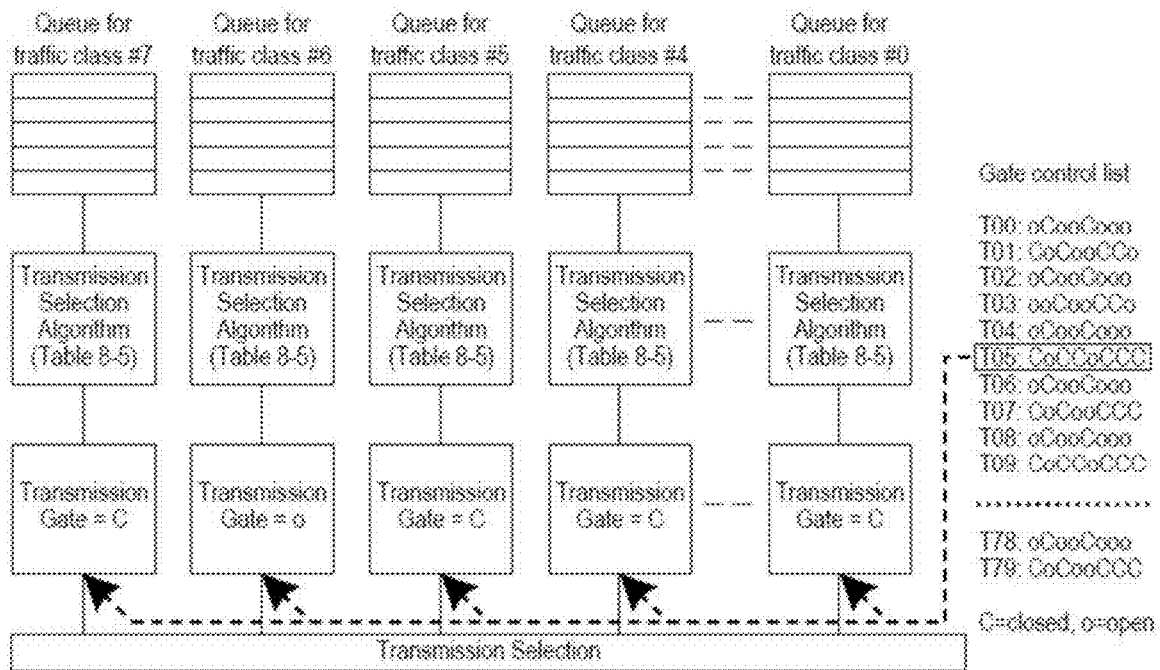 Queue for traffic class #7
Queue for traffic class #6
Queue for traffic class #5
Queue for traffic class #4
Queue for traffic class #0
Transmission Selection Algorithm (Table 8-5)
Transmission Selection Algorithm (Table 8-5)
Transmission Selection Algorithm (Table 8-5)
Transmission Selection Algorithm (Table 8-5)
Transmission Selection Algorithm (Table 8-5)
Transmission Gate = C
Transmission Gate = o
Transmission Gate = C
Transmission Gate = C
Transmission Gate = C
Transmission Selection
Gate control list
T00: oCooCooo
T01: CoCooCCo
T02: oCooCooo
T03: ooCooCCo
T04: oCooCooo
T05: CoCCoCCC
T06: oCooCooo
T07: CoCooCCC
T08: oCooCooo
T09: CoCCoCCC
T78: oCooCooo
T79: CoCooCCC
C=closed, o=open